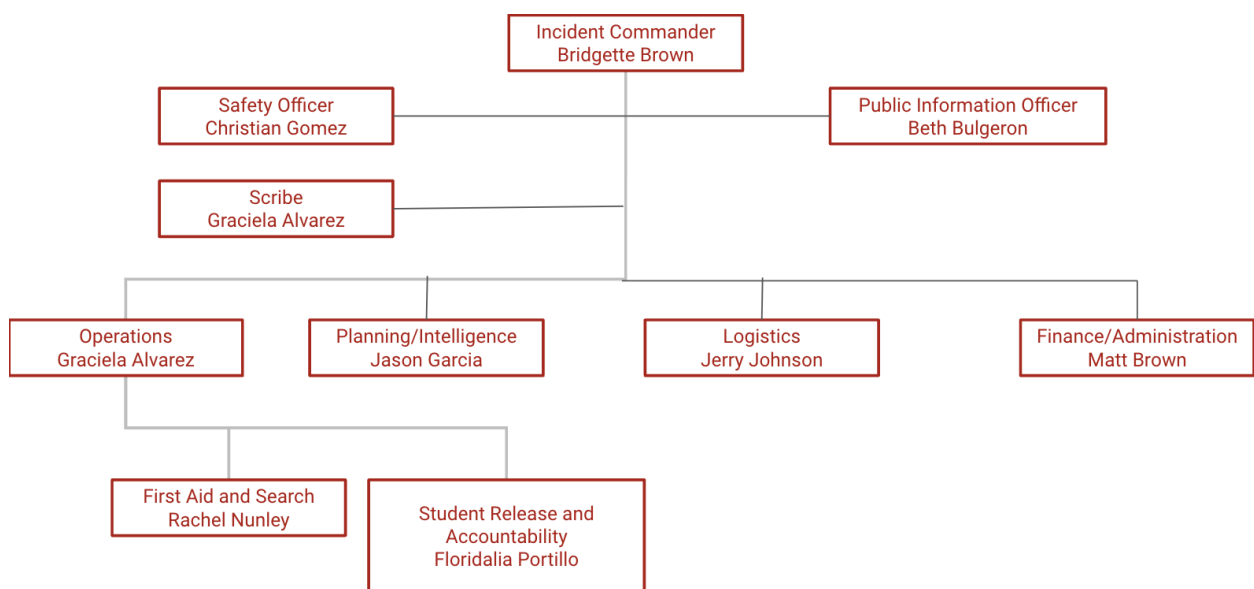 Incident Commander
Bridgette Brown
Safety Officer
Christian Gomez
Public Information Officer
Beth Bulgeron
Scribe
Graciela Alvarez
Operations
Graciela Alvarez
Planning/Intelligence
Jason Garcia
Logistics
Jerry Johnson
Finance/Administration
Matt Brown
First Aid and Search
Rachel Nunley
Student Release and
Accountability
Floridalia Portillo